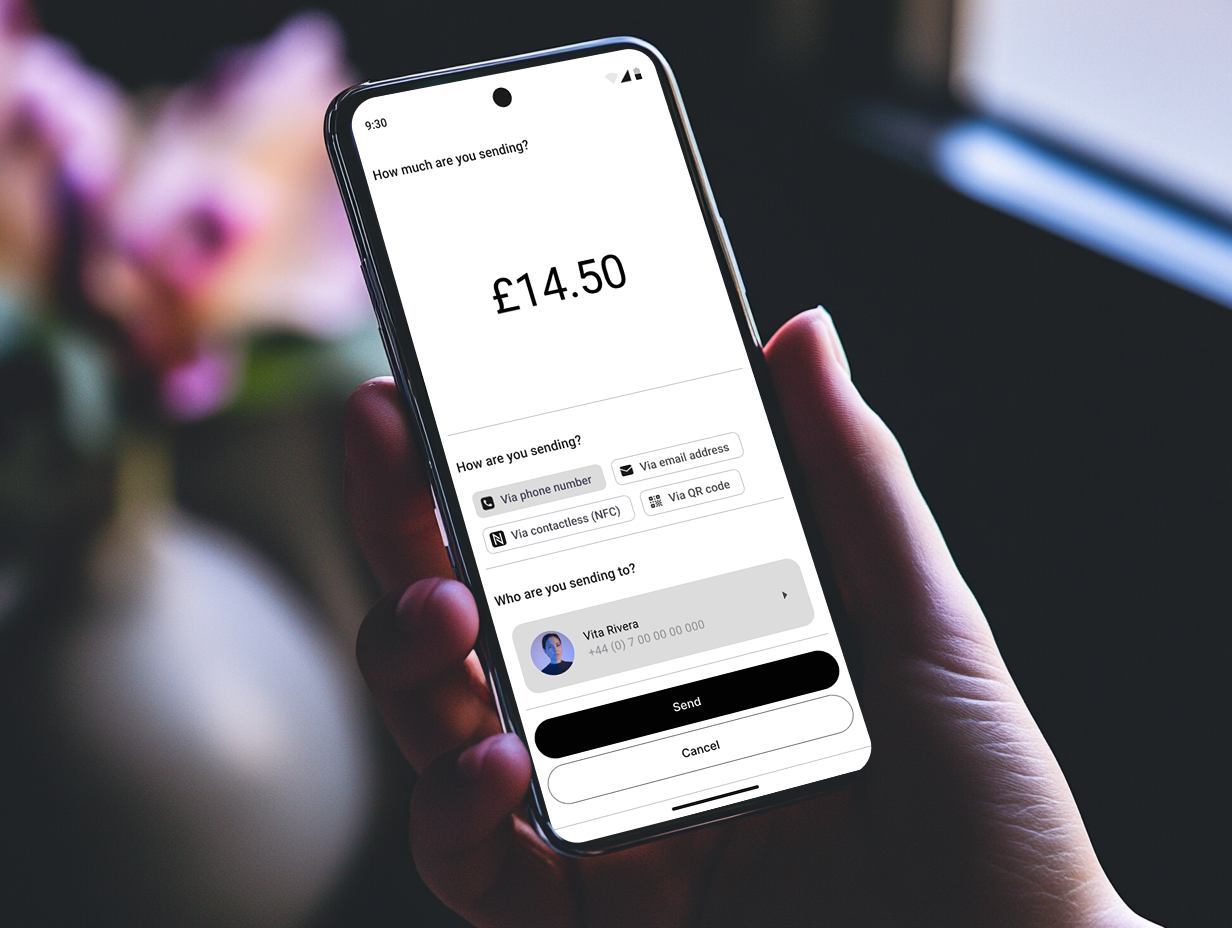 9:30
How much are you sending?
£14.50
How are you sending?
Via phone number
Via email address
Via contactless (NFC)
Via QR code
Who are you sending to?
Vita Rivera
+44 (0) 7 00 00 00 000
Send
Cancel